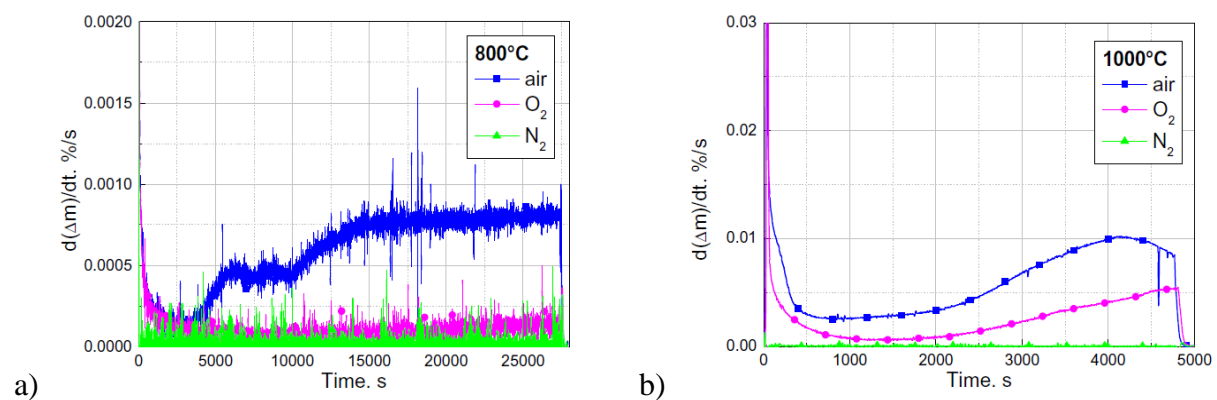 800°C
air
O2
N2
d(Δm)/dt. %/s
0.0020
0.0015
0.0010
0.0005
0.0000
0 5000 10000 15000 20000 25000
Time. s
a)
1000°C
air
O2
N2
d(Δm)/dt. %/s
0.03
0.02
0.01
0.00
0 1000 2000 3000 4000 5000
Time. s
b)